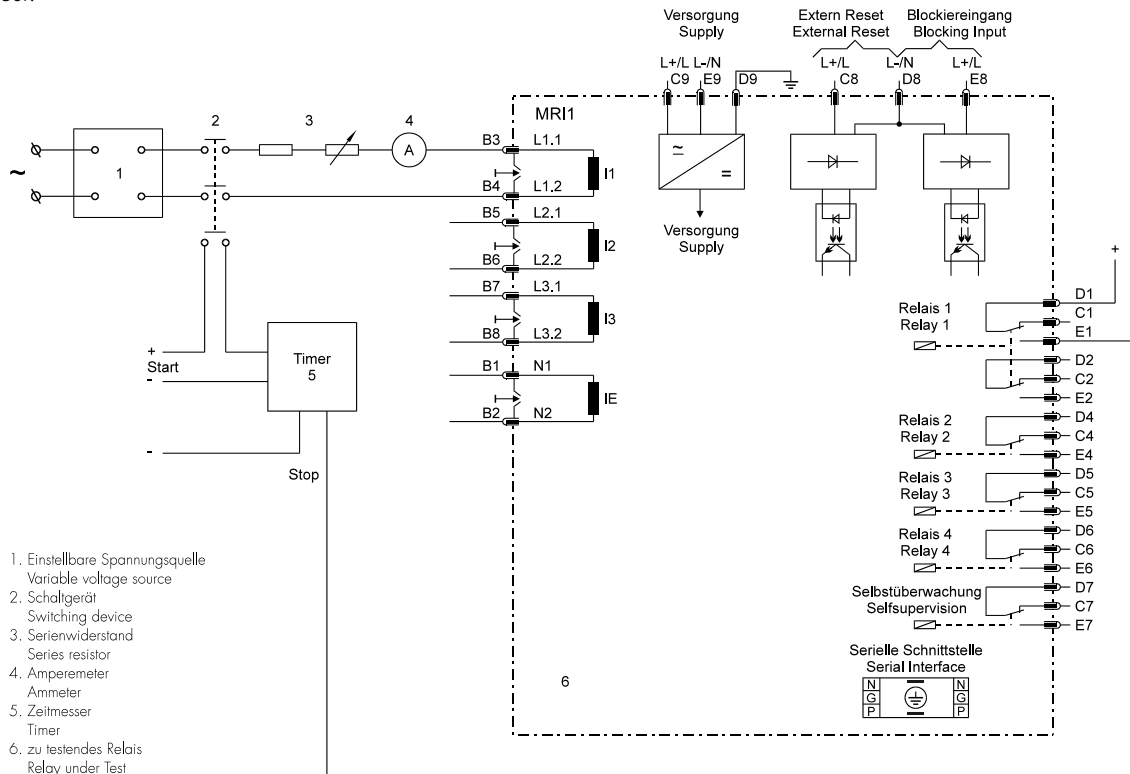 Versorgung
Supply
Extern Reset
External Reset
Blockiereingang
Blocking Input
L+/L L-/N
C9 E9 D9
L+/L L-/N L+/L
C8 D8 E8
2 3 4
MRI1
~ 1 A
B3 L1.1
I1
B4 L1.2
B5 L2.1
I2
B6 L2.2
B7 L3.1
I3
B8 L3.2
B1 N1
IE
B2 N2
~
=
Versorgung
Supply
+
Start
-
-
Timer
5
Stop
+
Relais 1
Relay 1
D1
C1
E1
D2
C2
E2
Relais 2
Relay 2
D4
C4
E4
Relais 3
Relay 3
D5
C5
E5
Relais 4
Relay 4
D6
C6
E6
Selbstüberwachung
Selfsupervision
D7
C7
E7
Serielle Schnittstelle
Serial Interface
N N
G G
P P
6
1. Einstellbare Spannungsquelle
Variable voltage source
2. Schaltgerät
Switching device
3. Serienwiderstand
Series resistor
4. Amperemeter
Ammeter
5. Zeitmesser
Timer
6. zu testendes Relais
Relay under Test